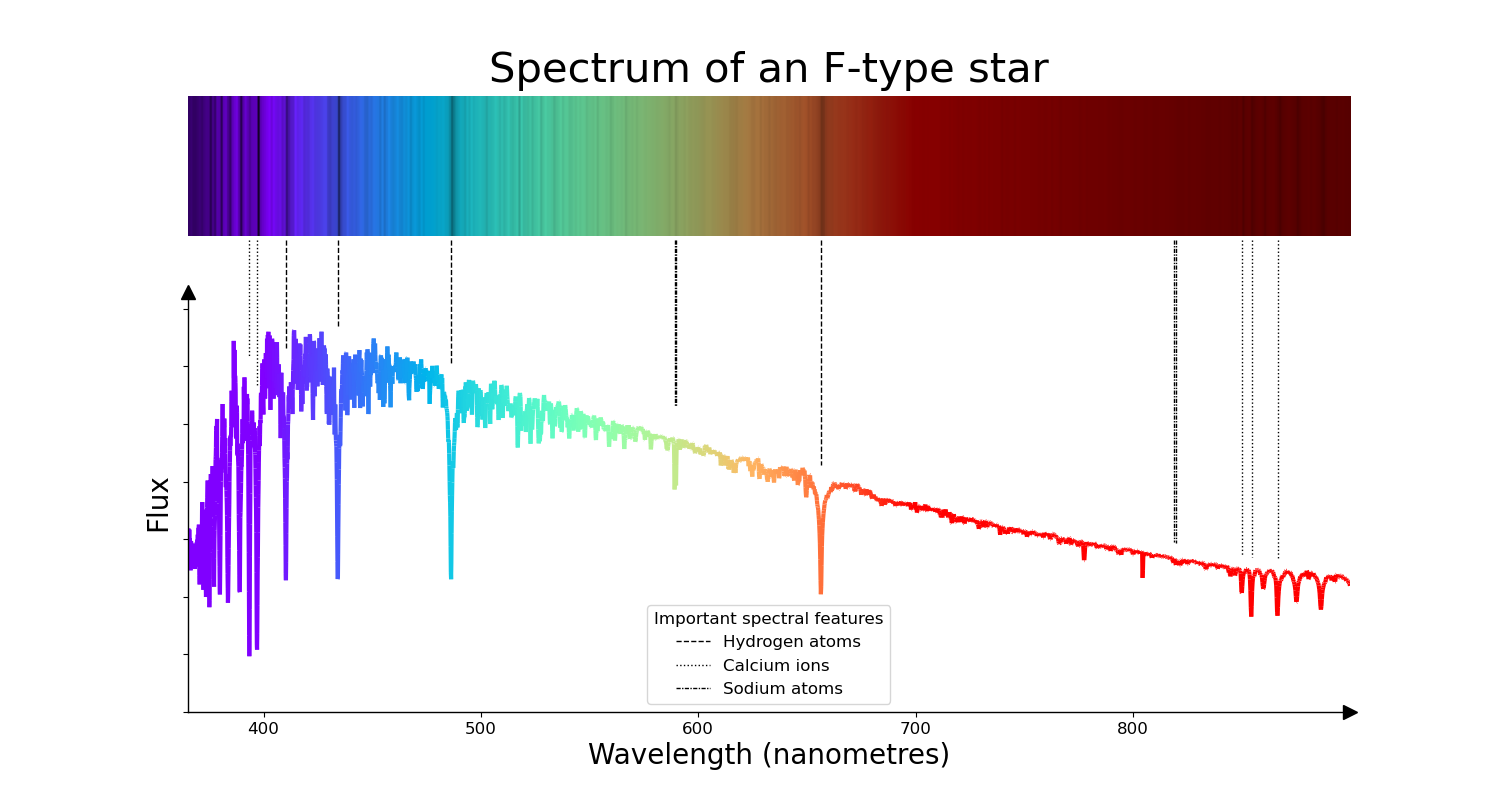 Spectrum of an F-type star
Flux
Important spectral features
Hydrogen atoms
Calcium ions
Sodium atoms
400 500 600 700 800
Wavelength (nanometres)